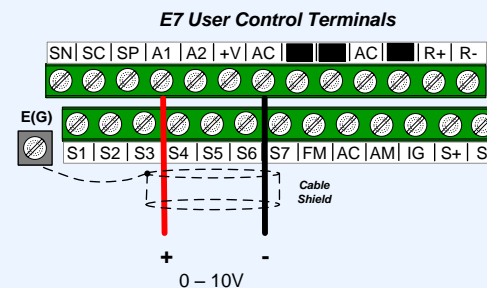 E7 User Control Terminals
SN SC SP A1 A2 +V AC AC R+ R-
E(G)
S1 S2 S3 S4 S5 S6 S7 FM AC AM IG S+ S
Cable
Shield
+ -
0 – 10V